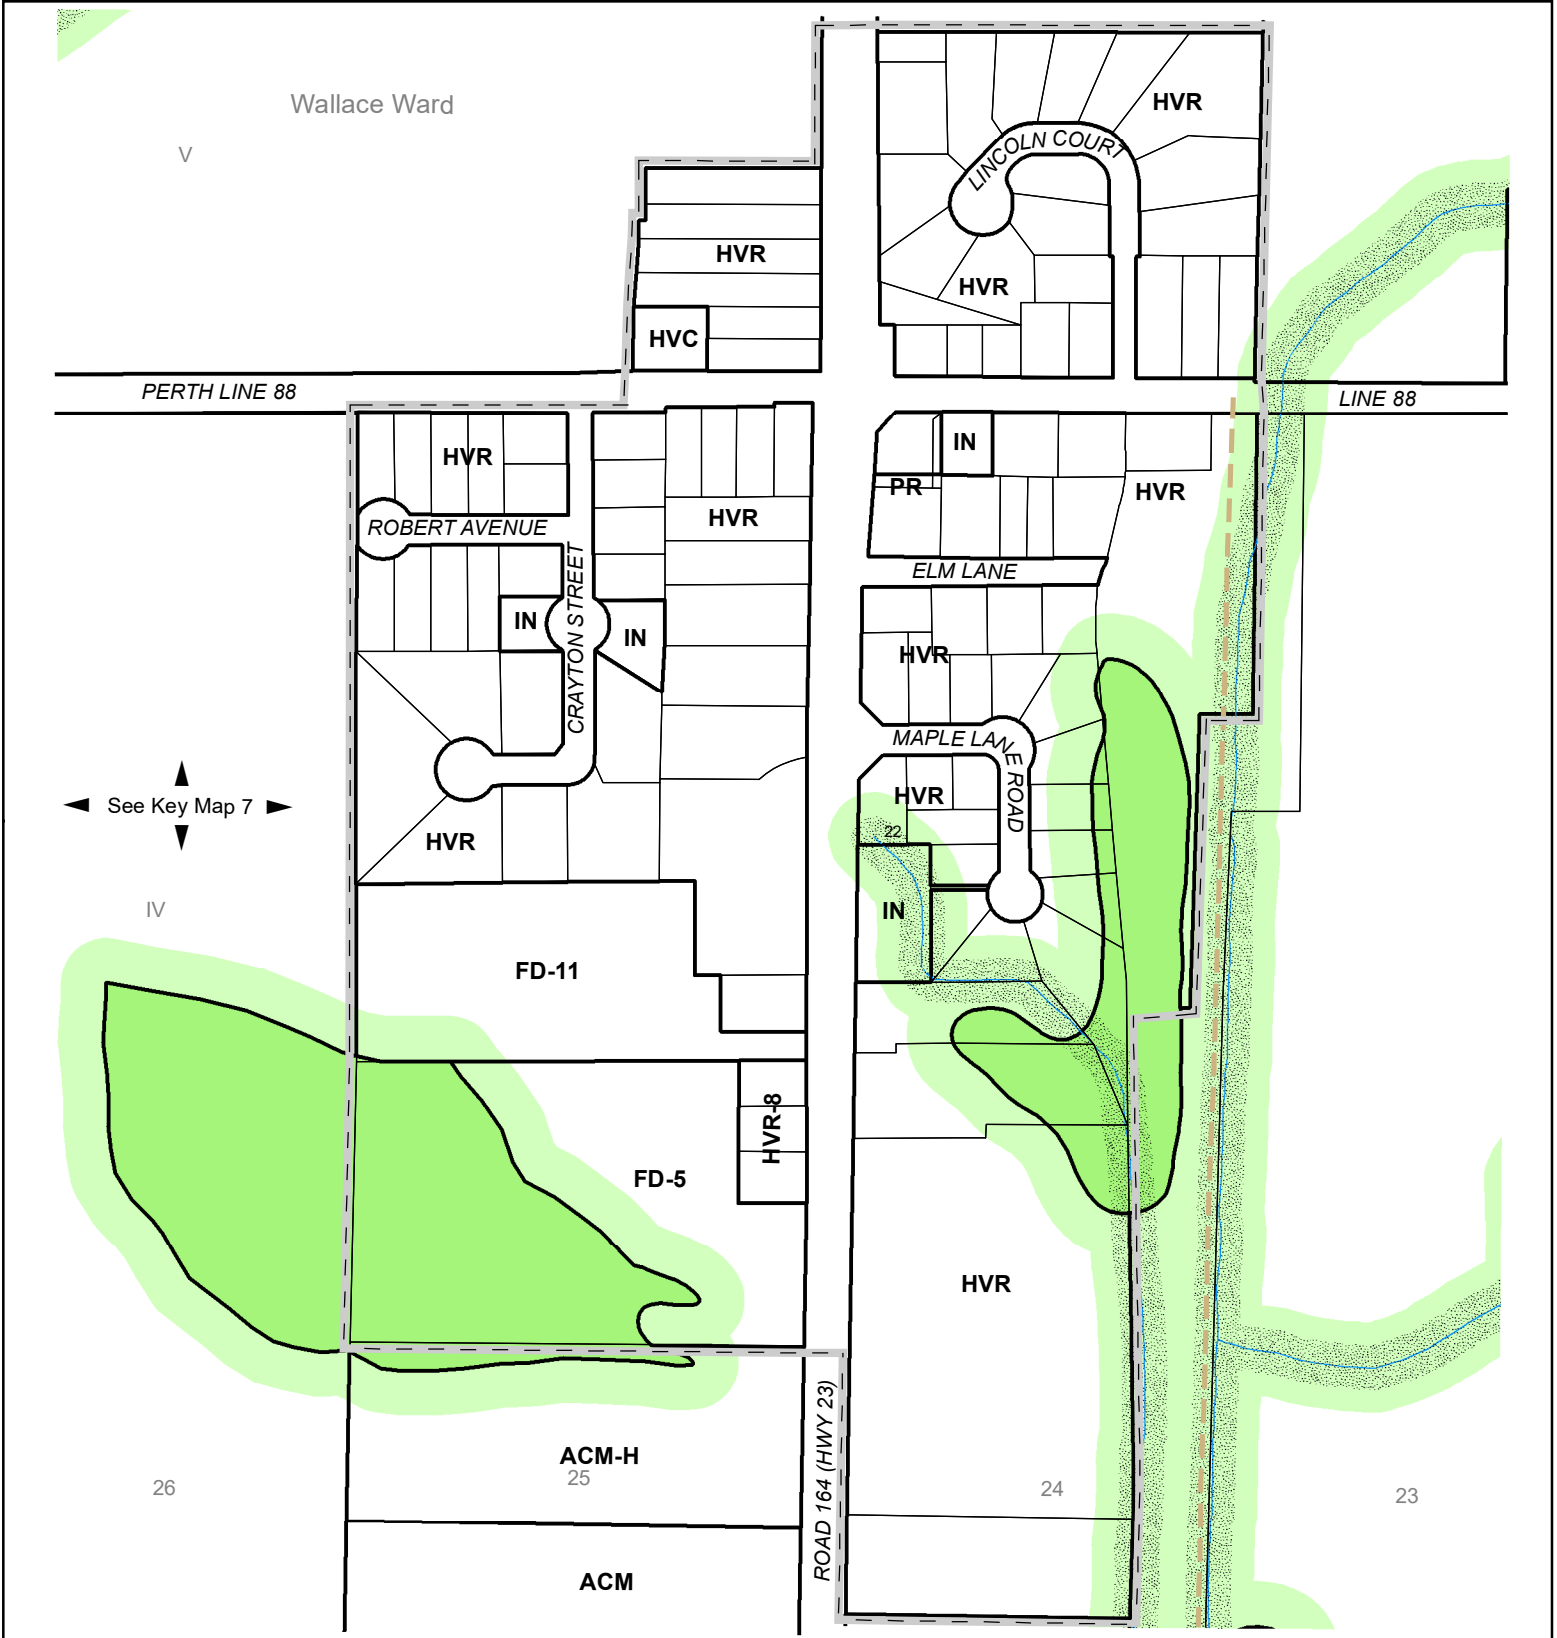 Wallace Ward
V
HVR
LINCOLN COURT
HVR
HVR
HVC
PERTH LINE 88
LINE 88
HVR
IN
PR
HVR
HVR
ROBERT AVENUE
ELM LANE
CRAYTON STREET
IN
IN
HVR
MAPLE LANE ROAD
See Key Map 7
HVR
22
HVR
IV
IN
FD-11
HVR-8
FD-5
HVR
ROAD 164 (HWY 23)
ACM-H
25
26
24
23
ACM